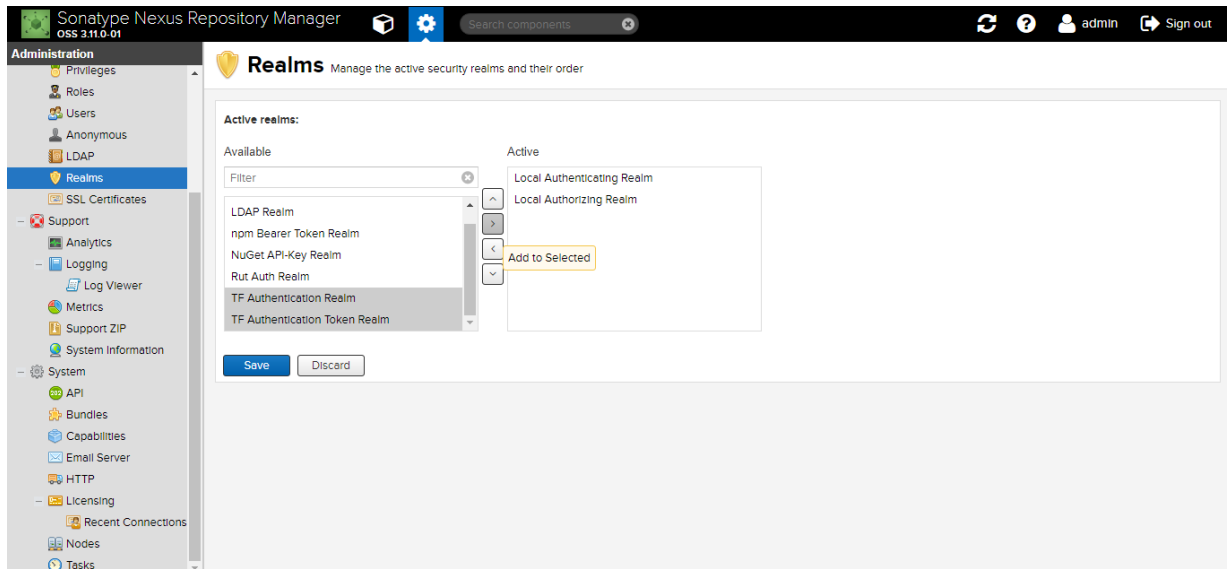 Sonatype Nexus Repository Manager
OSS 3.11.0-01
Search components
admin
Sign out
Administration
Privileges
Roles
Users
Anonymous
LDAP
Realms
SSL Certificates
Support
Analytics
Logging
Log Viewer
Metrics
Support ZIP
System Information
System
API
Bundles
Capabilities
Email Server
HTTP
Licensing
Recent Connections
Nodes
Tasks
Realms Manage the active security realms and their order
Active realms:
Available
Filter
LDAP Realm
npm Bearer Token Realm
NuGet API-Key Realm
Rut Auth Realm
TF Authentication Realm
TF Authentication Token Realm
Active
Local Authenticating Realm
Local Authorizing Realm
Add to Selected
Save
Discard